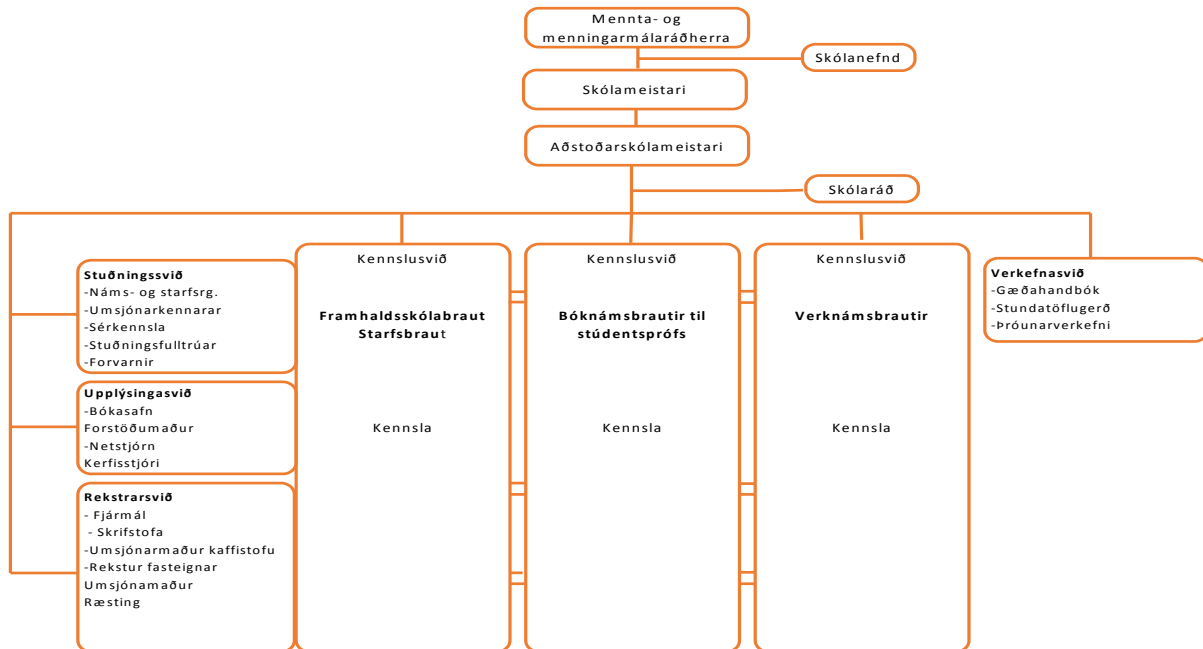 Mennta- og
menningarmálaráðherra
Skólanefnd
Skólameistari
Aðstoðarskólameistari
Skólaráð
Stuðningssvið
-Náms- og starfsrg.
-Umsjónarkennarar
-Sérkennsla
-Stuðningsfulltrúar
-Forvarnir
Upplýsingasvið
-Bókasafn
Forstöðumaður
-Netstjórn
Kerfisstjóri
Rekstrarsvið
- Fjármál
- Skrifstofa
-Umsjónarmaður kaffistofu
-Rekstur fasteignar
Umsjónamaður
Ræsting
Kennslusvið
Framhaldsskólabraut
Starfsbraut
Kennsla
Kennslusvið
Bóknámsbrautir til
stúdentsprófs
Kennsla
Kennslusvið
Verknámsbrautir
Kennsla
Verkefnasvið
-Gæðahandbók
-Stundatöflugerð
-Þróunarverkefni